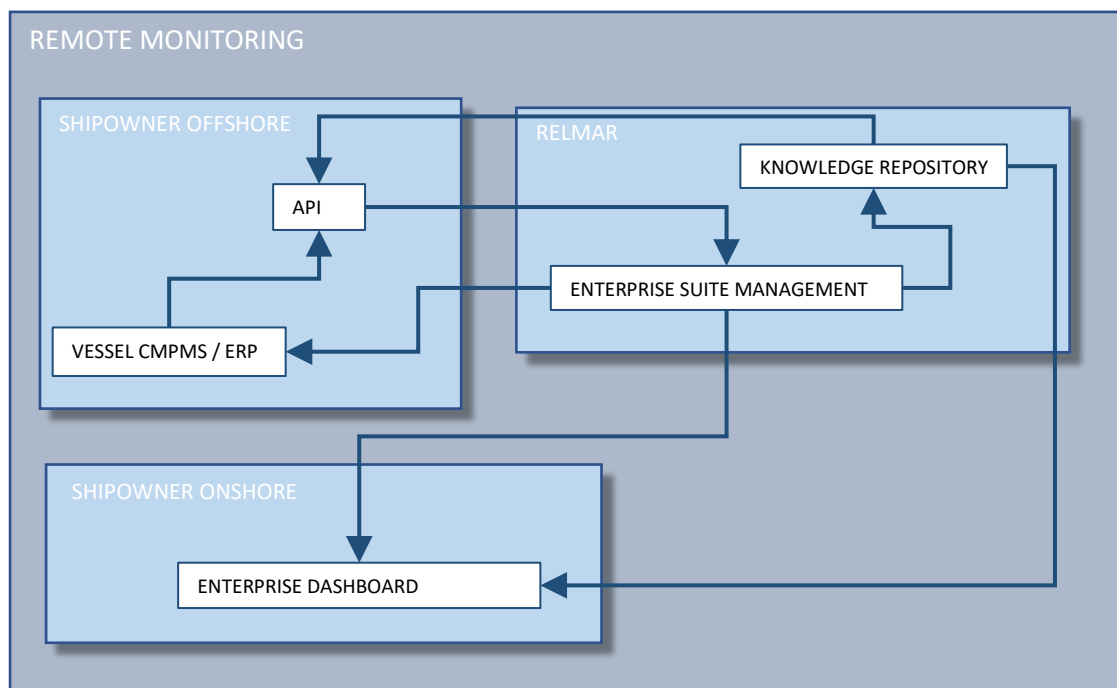 REMOTE MONITORING
SHIPOWNER OFFSHORE
RELMAR
KNOWLEDGE REPOSITORY
API
ENTERPRISE SUITE MANAGEMENT
VESSEL CMPMS / ERP
SHIPOWNER ONSHORE
ENTERPRISE DASHBOARD